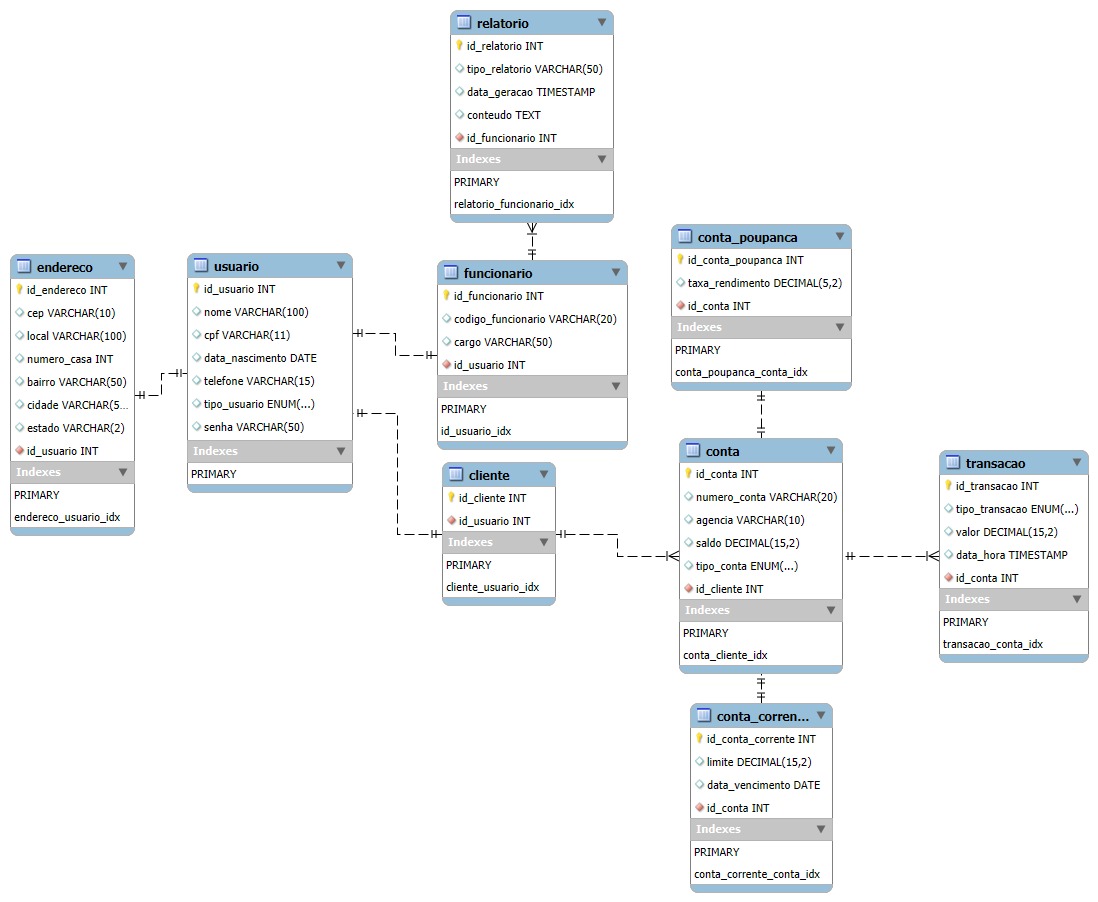 relatorio
id_relatorio INT
tipo_relatorio VARCHAR(50)
data_geracao TIMESTAMP
conteudo TEXT
id_funcionario INT
Indexes
PRIMARY
relatorio_funcionario_idx
endereco
id_endereco INT
cep VARCHAR(10)
local VARCHAR(100)
numero_casa INT
bairro VARCHAR(50)
cidade VARCHAR(5...
estado VARCHAR(2)
id_usuario INT
Indexes
PRIMARY
endereco_usuario_idx
usuario
id_usuario INT
nome VARCHAR(100)
cpf VARCHAR(11)
data_nascimento DATE
telefone VARCHAR(15)
tipo_usuario ENUM(...)
senha VARCHAR(50)
Indexes
PRIMARY
funcionario
id_funcionario INT
codigo_funcionario VARCHAR(20)
cargo VARCHAR(50)
id_usuario INT
Indexes
PRIMARY
id_usuario_idx
cliente
id_cliente INT
id_usuario INT
Indexes
PRIMARY
cliente_usuario_idx
conta_poupanca
id_conta_poupanca INT
taxa_rendimento DECIMAL(5,2)
id_conta INT
Indexes
PRIMARY
conta_poupanca_conta_idx
conta
id_conta INT
numero_conta VARCHAR(20)
agencia VARCHAR(10)
saldo DECIMAL(15,2)
tipo_conta ENUM(...)
id_cliente INT
Indexes
PRIMARY
conta_cliente_idx
transacao
id_transacao INT
tipo_transacao ENUM(...)
valor DECIMAL(15,2)
data_hora TIMESTAMP
id_conta INT
Indexes
PRIMARY
transacao_conta_idx
conta_corren...
id_conta_corrente INT
limite DECIMAL(15,2)
data_vencimento DATE
id_conta INT
Indexes
PRIMARY
conta_corrente_conta_idx